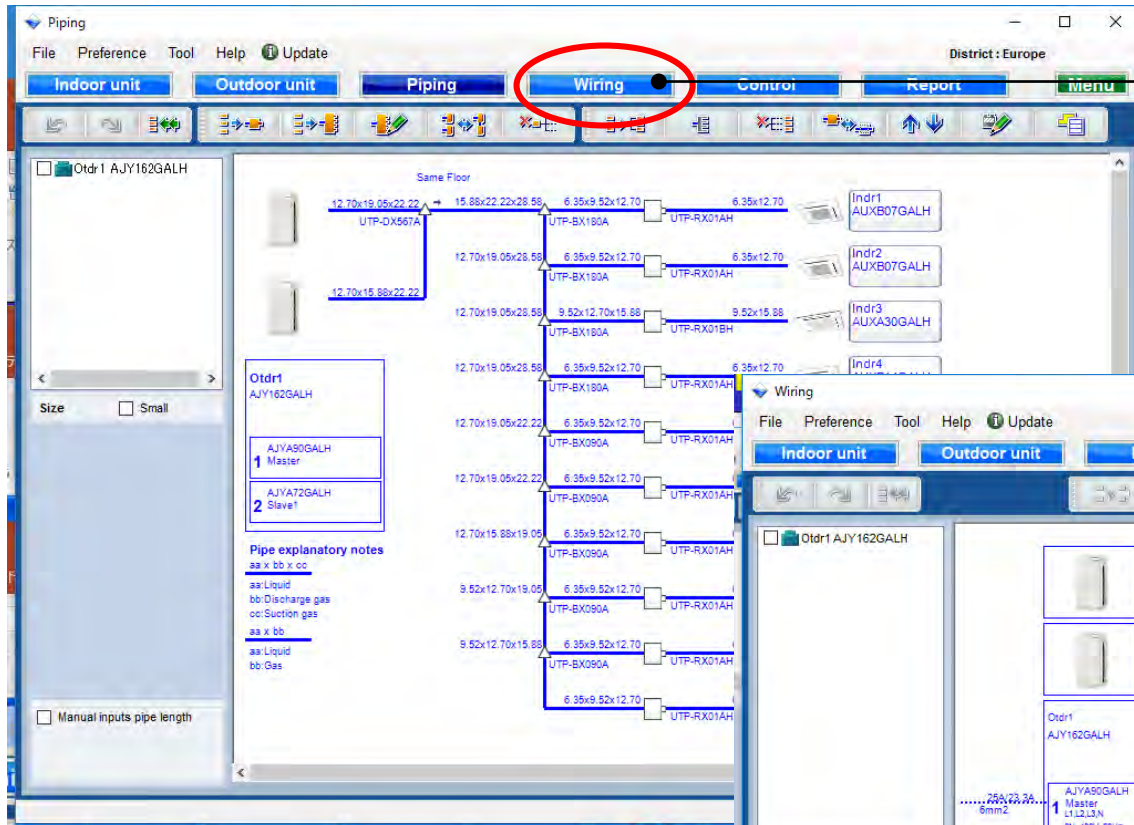 Piping
File Preference Tool Help Update
District : Europe
Indoor unit Outdoor unit Piping Wiring Control Report Menu
Otdr1 AJY162GALH
Size Small
Manual inputs pipe length
Same Floor
12.70x19.05x22.22 15.88x22.22x28.58 6.35x9.52x12.70 6.35x12.70
UTP-DX567A UTP-BX180A UTP-RX01AH
Indr1
AUXB07GALH
12.70x19.05x28.58 6.35x9.52x12.70 6.35x12.70
UTP-BX180A UTP-RX01AH
Indr2
AUXB07GALH
12.70x15.88x22.22
12.70x19.05x28.58 9.52x12.70x15.88 9.52x15.88
UTP-BX180A UTP-RX01BH
Indr3
AUXA30GALH
12.70x19.05x28.58 6.35x9.52x12.70 6.35x12.70
UTP-BX180A UTP-RX01AH
Indr4
12.70x19.05x22.22 6.35x9.52x12.70
UTP-BX090A UTP-RX01AH
12.70x19.05x22.22 6.35x9.52x12.70
UTP-BX090A UTP-RX01AH
12.70x15.88x19.05 6.35x9.52x12.70
UTP-BX090A UTP-RX01AH
9.52x12.70x19.05 6.35x9.52x12.70
UTP-BX090A UTP-RX01AH
9.52x12.70x15.88 6.35x9.52x12.70
UTP-BX090A UTP-RX01AH
6.35x9.52x12.70
UTP-RX01AH
Otdr1
AJY162GALH
AJYA90GALH
1 Master
AJYA72GALH
2 Slave1
Pipe explanatory notes
aa x bb x cc
aa:Liquid
bb:Discharge gas
cc:Suction gas
aa x bb
aa:Liquid
bb:Gas
Wiring
File Preference Tool Help Update
Indoor unit Outdoor unit
Otdr1 AJY162GALH
Otdr1
AJY162GALH
25A/23.3A
6mm2
AJYA90GALH
1 Master
L1,L2,L3,N